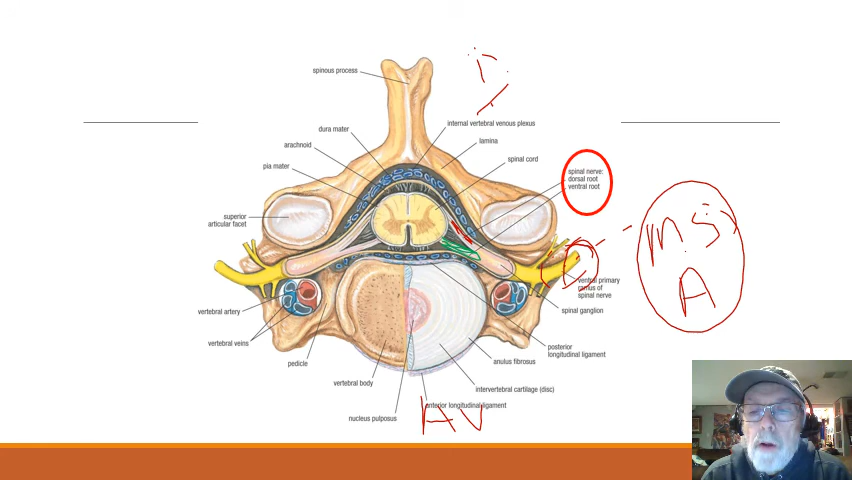 spinous process
internal vertebral venous plexus
dura mater
lamina
arachnoid
spinal cord
pia mater
spinal nerve:
dorsal root
ventral root
superior
articular facet
M S
A
ventral primary
ramus of
spinal nerve
vertebral artery
spinal ganglion
vertebral veins
posterior
longitudinal ligament
pedicle
anulus fibrosus
vertebral body
intervertebral cartilage (disc)
anterior longitudinal ligament
nucleus pulposus
A V